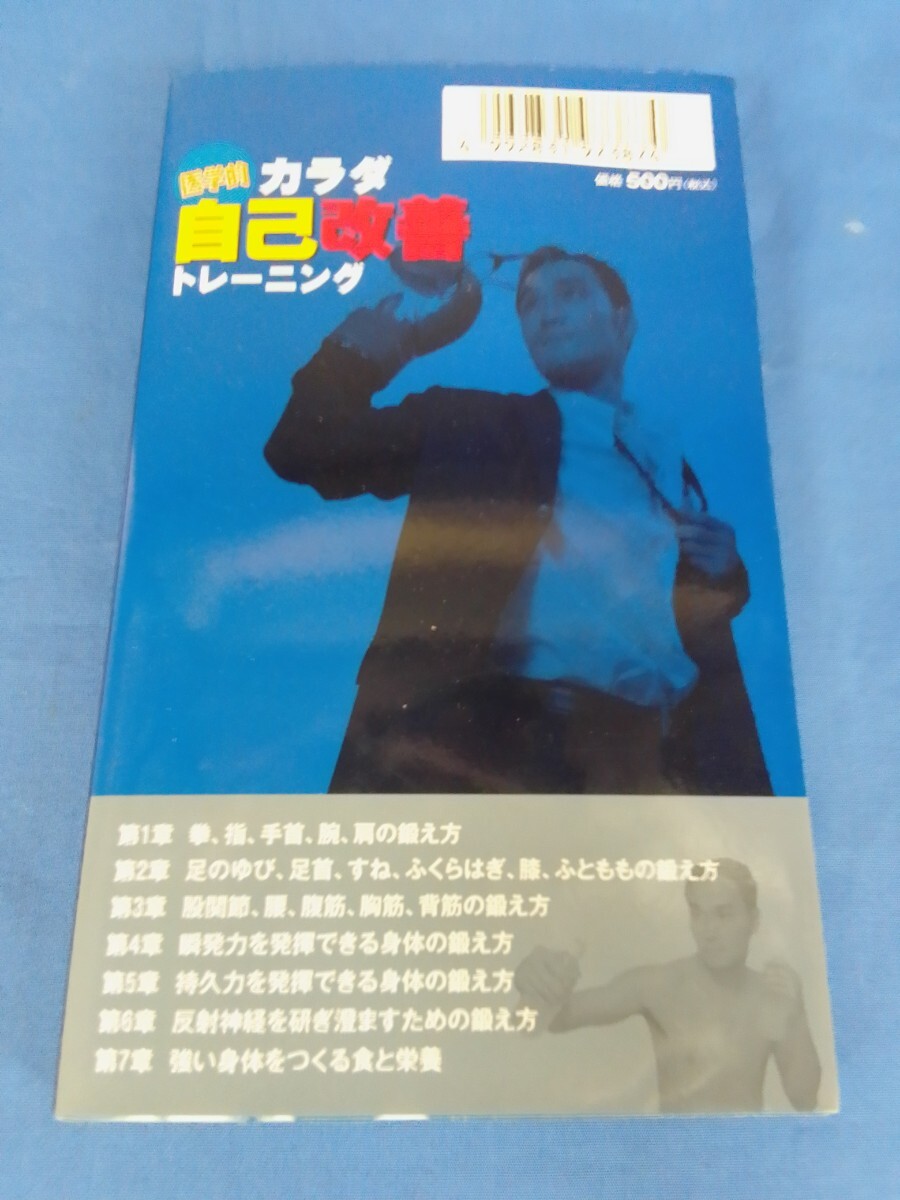 医学的 カラダ
自己改善
トレーニング
価格 500円(税込)
第1章 拳、指、手首、腕、肩の鍛え方
第2章 足のゆび、足首、すね、ふくらはぎ、膝、ふとももの鍛え方
第3章 股関節、腰、腹筋、胸筋、背筋の鍛え方
第4章 瞬発力を発揮できる身体の鍛え方
第5章 持久力を発揮できる身体の鍛え方
第6章 反射神経を研ぎ澄ますための鍛え方
第7章 強い身体をつくる食と栄養